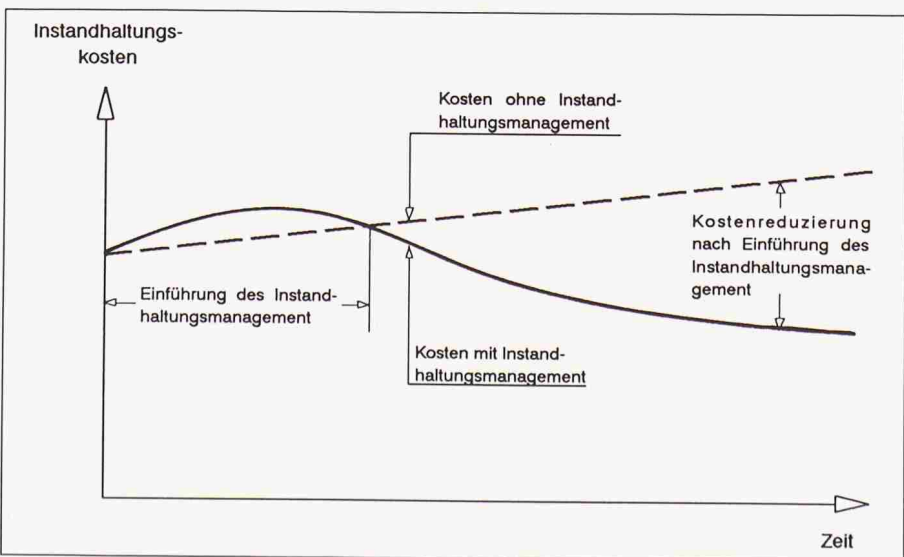 Instandhaltungs-
kosten
Kosten ohne Instand-
haltungsmanagement
Kostenreduzierung
nach Einführung des
Instandhaltungsmana-
gement
Einführung des Instand-
haltungsmanagement
Kosten mit Instand-
haltungsmanagement
Zeit